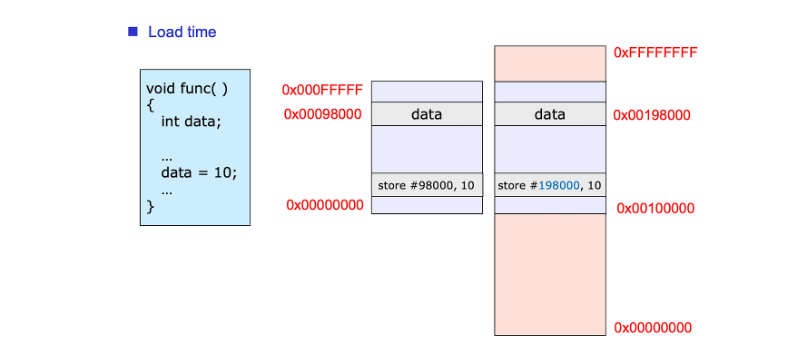 Load time
void func( )
{
int data;
...
data = 10;
...
}
0x000FFFFF
0x00098000
0x00000000
data
store #98000, 10
data
store #198000, 10
0xFFFFFFFF
0x00198000
0x00100000
0x00000000